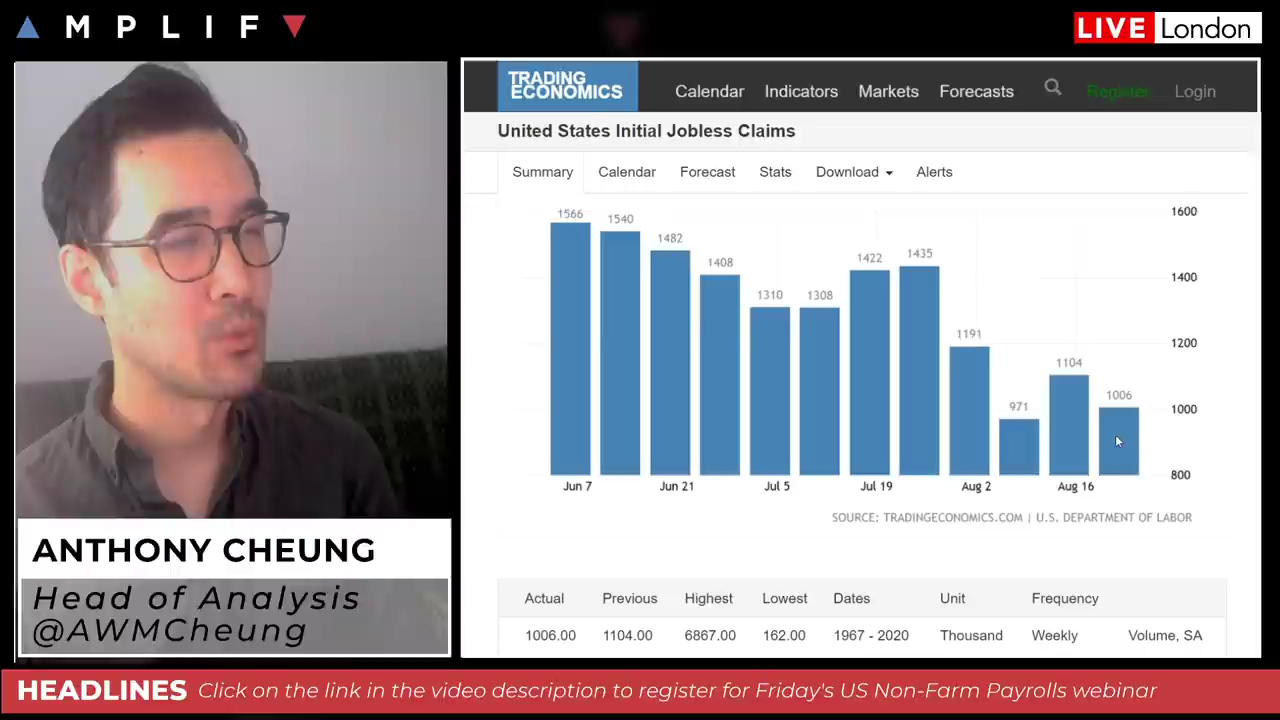 AMPLIFY
LIVE London
TRADING
ECONOMICS
Calendar Indicators Markets Forecasts Register Login
United States Initial Jobless Claims
Summary Calendar Forecast Stats Download Alerts
1566
1540
1482
1408
1310
1308
1422
1435
1191
971
1104
1006
1600
1400
1200
1000
800
Jun 7 Jun 21 Jul 5 Jul 19 Aug 2 Aug 16
SOURCE: TRADINGECONOMICS.COM | U.S. DEPARTMENT OF LABOR
Actual Previous Highest Lowest Dates Unit Frequency
1006.00 1104.00 6867.00 162.00 1967 - 2020 Thousand Weekly Volume, SA
ANTHONY CHEUNG
Head of Analysis
@AWMCheung
HEADLINES Click on the link in the video description to register for Friday's US Non-Farm Payrolls webinar